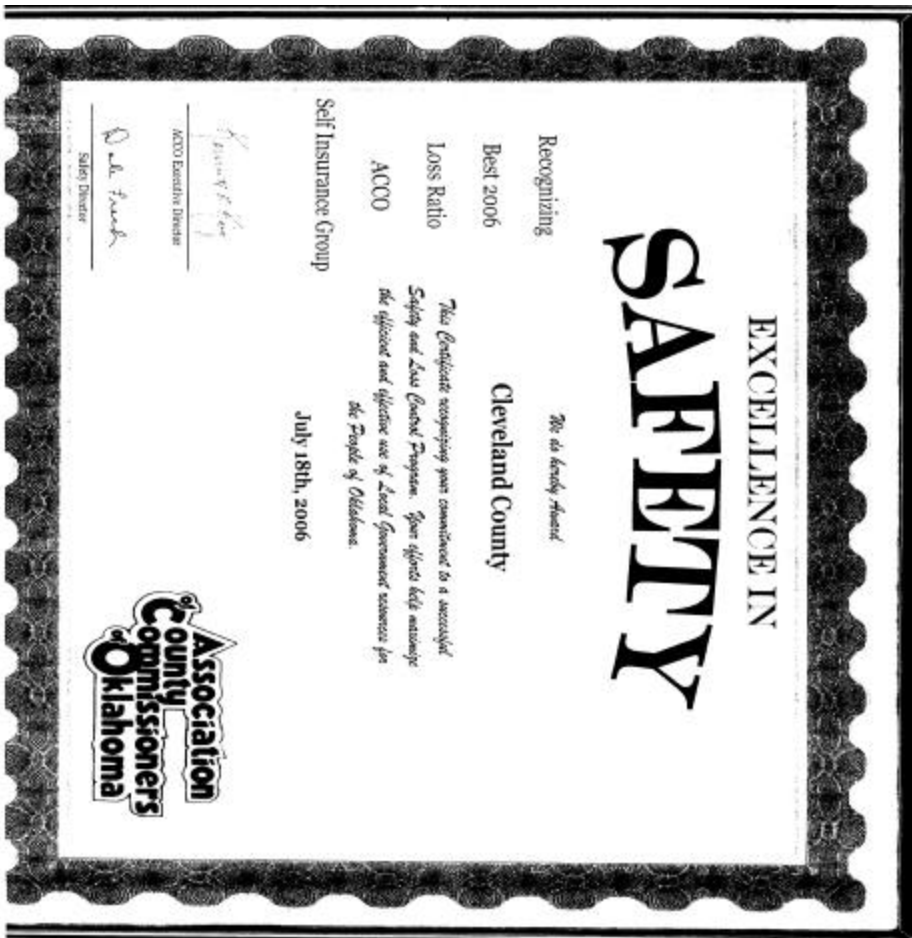 EXCELLENCE IN
SAFETY
Recognizing
Best 2006
Loss Ratio
ACCO
Self Insurance Group
We do hereby Award
Cleveland County
This Certificate recognizing your commitment to a successful
Safety and Loss Control Program. Your efforts help maximize
the efficient and effective use of Local Government resources for
the People of Oklahoma.
July 18th, 2006
ACCO Executive Director
Dale Frech
Safety Director
Association
of County
Commissioners
of Oklahoma